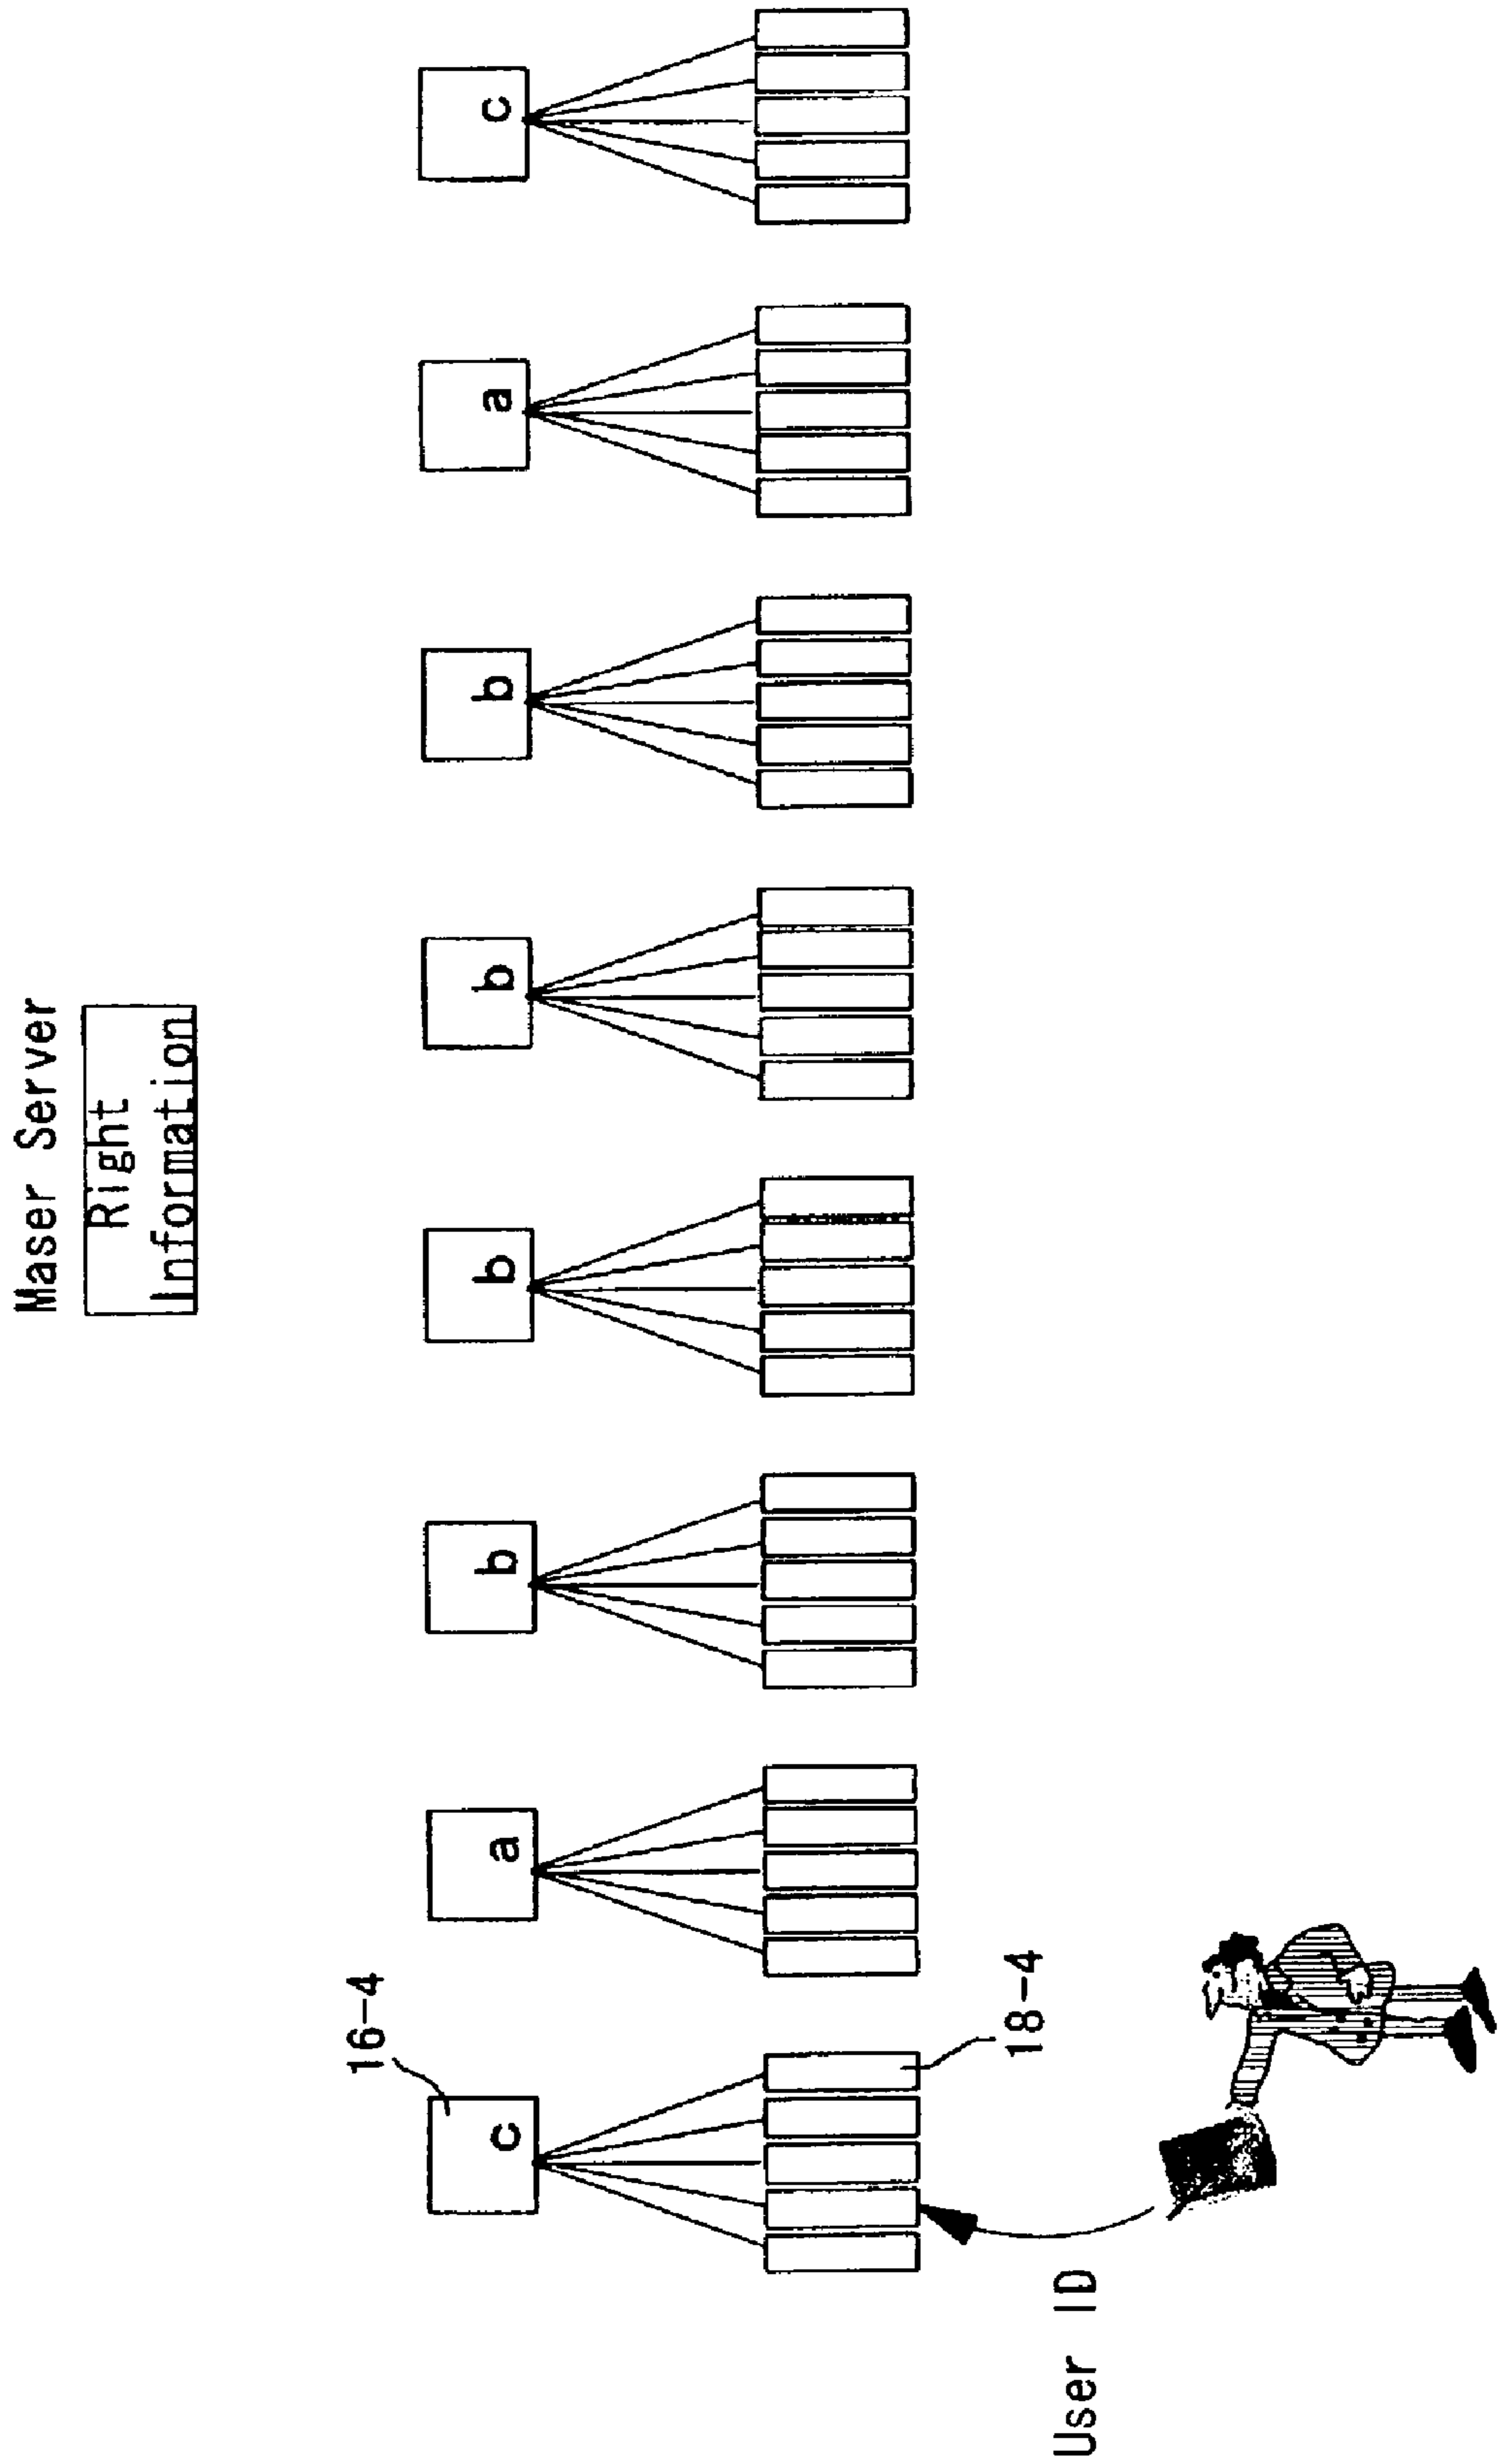 Maser Server
Right
Information
16-4
c
a
b
b
b
b
a
c
18-4
User ID